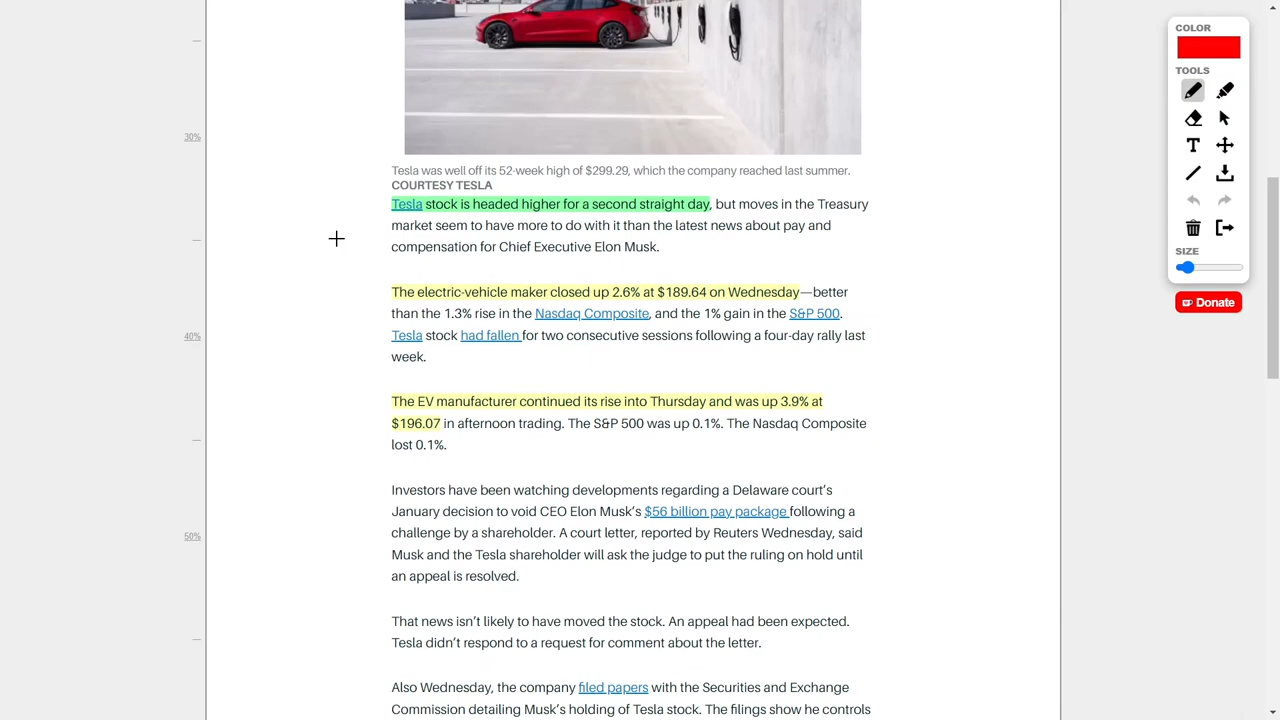 COLOR
TOOLS
30%
Tesla was well off its 52-week high of $299.29, which the company reached last summer.
COURTESY TESLA
Tesla stock is headed higher for a second straight day, but moves in the Treasury
market seem to have more to do with it than the latest news about pay and
compensation for Chief Executive Elon Musk.
SIZE
The electric-vehicle maker closed up 2.6% at $189.64 on Wednesday—better
Donate
than the 1.3% rise in the Nasdaq Composite, and the 1% gain in the S&P 500.
40%
Tesla stock had fallen for two consecutive sessions following a four-day rally last
week.
The EV manufacturer continued its rise into Thursday and was up 3.9% at
$196.07 in afternoon trading. The S&P 500 was up 0.1%. The Nasdaq Composite
lost 0.1%.
Investors have been watching developments regarding a Delaware court’s
January decision to void CEO Elon Musk’s $56 billion pay package following a
50%
challenge by a shareholder. A court letter, reported by Reuters Wednesday, said
Musk and the Tesla shareholder will ask the judge to put the ruling on hold until
an appeal is resolved.
That news isn’t likely to have moved the stock. An appeal had been expected.
Tesla didn’t respond to a request for comment about the letter.
Also Wednesday, the company filed papers with the Securities and Exchange
Commission detailing Musk’s holding of Tesla stock. The filings show he controls